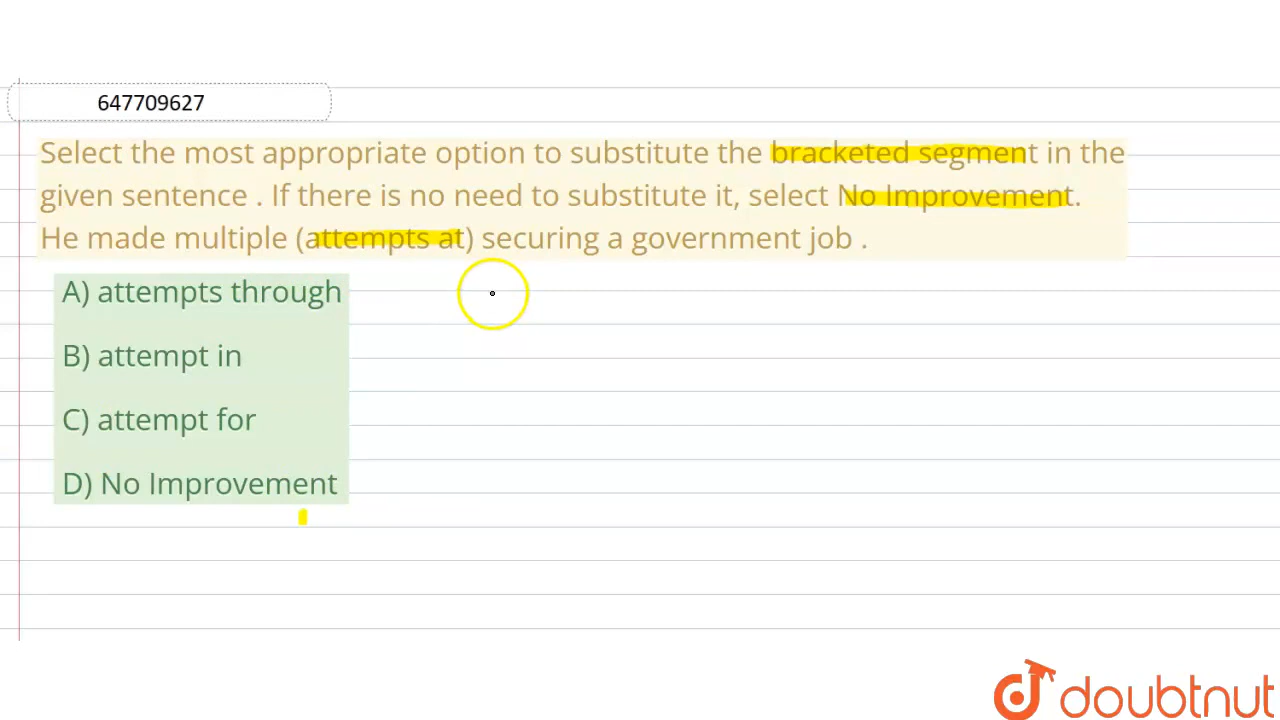 647709627
Select the most appropriate option to substitute the bracketed segment in the
given sentence . If there is no need to substitute it, select No Improvement.
He made multiple (attempts at) securing a government job .
A) attempts through
B) attempt in
C) attempt for
D) No Improvement
doubtnut